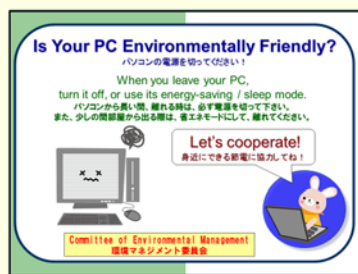 Is Your PC Environmentally Friendly?
パソコンの電源を切ってください！
When you leave your PC,
turn it off, or use its energy-saving / sleep mode.
パソコンから長い間、離れる時は、必ず電源を切って下さい。
また、少しの間部屋から出る際は、省エネモードにして、離れてください。
Let's cooperate!
身近にできる節電に協力してね！
Committee of Environmental Management
環境マネジメント委員会